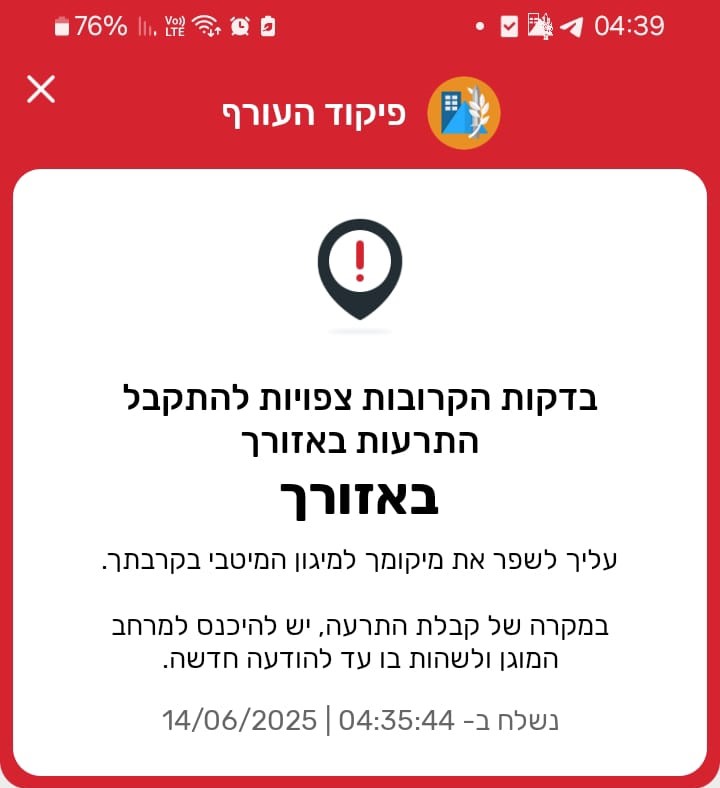 76% Vo)) LTE 04:39
פיקוד העורף
בדקות הקרובות צפויות להתקבל
התרעות באזורך
באזורך
עליך לשפר את מיקומך למיגון המיטבי בקרבתך.
במקרה של קבלת התרעה, יש להיכנס למרחב
המוגן ולשהות בו עד להודעה חדשה.
נשלח ב- 04:35:44 | 14/06/2025